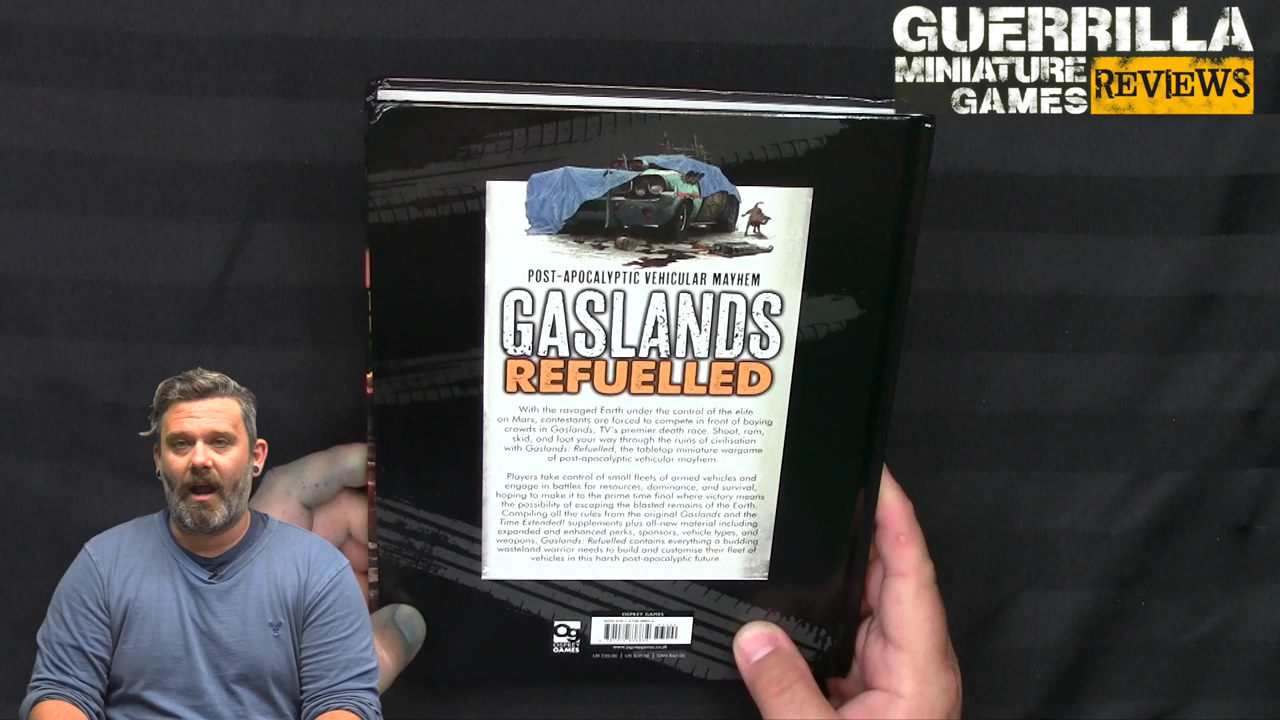 GUERRILLA
MINIATURE
GAMES
REVIEWS
POST-APOCALYPTIC VEHICULAR MAYHEM
GASLANDS
REFUELLED
With the ravaged Earth under the control of the elite
on Mars, contestants are forced to compete in front of baying
crowds in Gaslands, TV's premier death race. Shoot, ram,
skid, and loot your way through the ruins of civilisation
with Gaslands: Refuelled, the tabletop miniature wargame
of post-apocalyptic vehicular mayhem.
Players take control of small fleets of armed vehicles and
engage in battles for resources, dominance, and survival,
hoping to make it to the prime time final where victory means
the possibility of escaping the blasted remains of the Earth.
Compiling all the rules from the original Gaslands and the
Time Extended! supplements plus all-new material including
expanded and enhanced perks, sponsors, vehicle types, and
weapons, Gaslands: Refuelled contains everything a budding
wasteland warrior needs to build and customise their fleet of
vehicles in this harsh post-apocalyptic future.
OSPREY GAMES
og
OSPREY
GAMES
www.ospreygames.co.uk